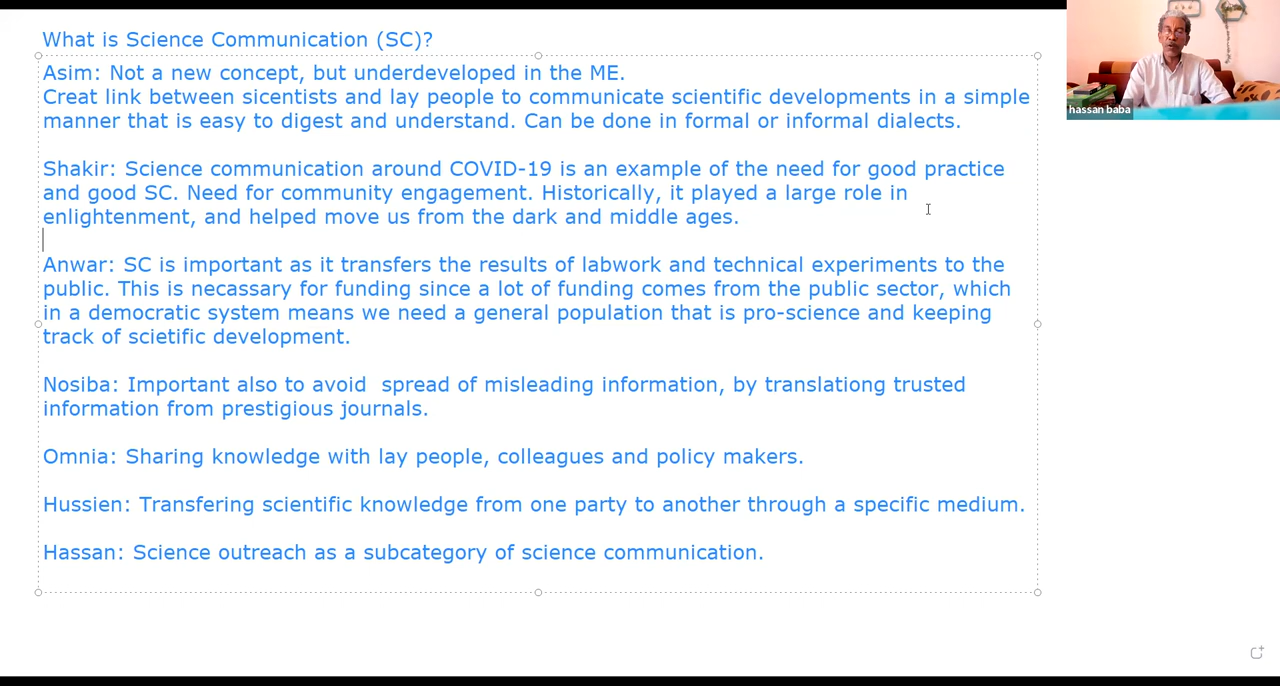 What is Science Communication (SC)?
Asim: Not a new concept, but underdeveloped in the ME.
Creat link between sicentists and lay people to communicate scientific developments in a simple
manner that is easy to digest and understand. Can be done in formal or informal dialects.
Shakir: Science communication around COVID-19 is an example of the need for good practice
and good SC. Need for community engagement. Historically, it played a large role in
enlightenment, and helped move us from the dark and middle ages.
Anwar: SC is important as it transfers the results of labwork and technical experiments to the
public. This is necassary for funding since a lot of funding comes from the public sector, which
in a democratic system means we need a general population that is pro-science and keeping
track of scietific development.
Nosiba: Important also to avoid  spread of misleading information, by translationg trusted
information from prestigious journals.
Omnia: Sharing knowledge with lay people, colleagues and policy makers.
Hussien: Transfering scientific knowledge from one party to another through a specific medium.
Hassan: Science outreach as a subcategory of science communication.
hassan baba